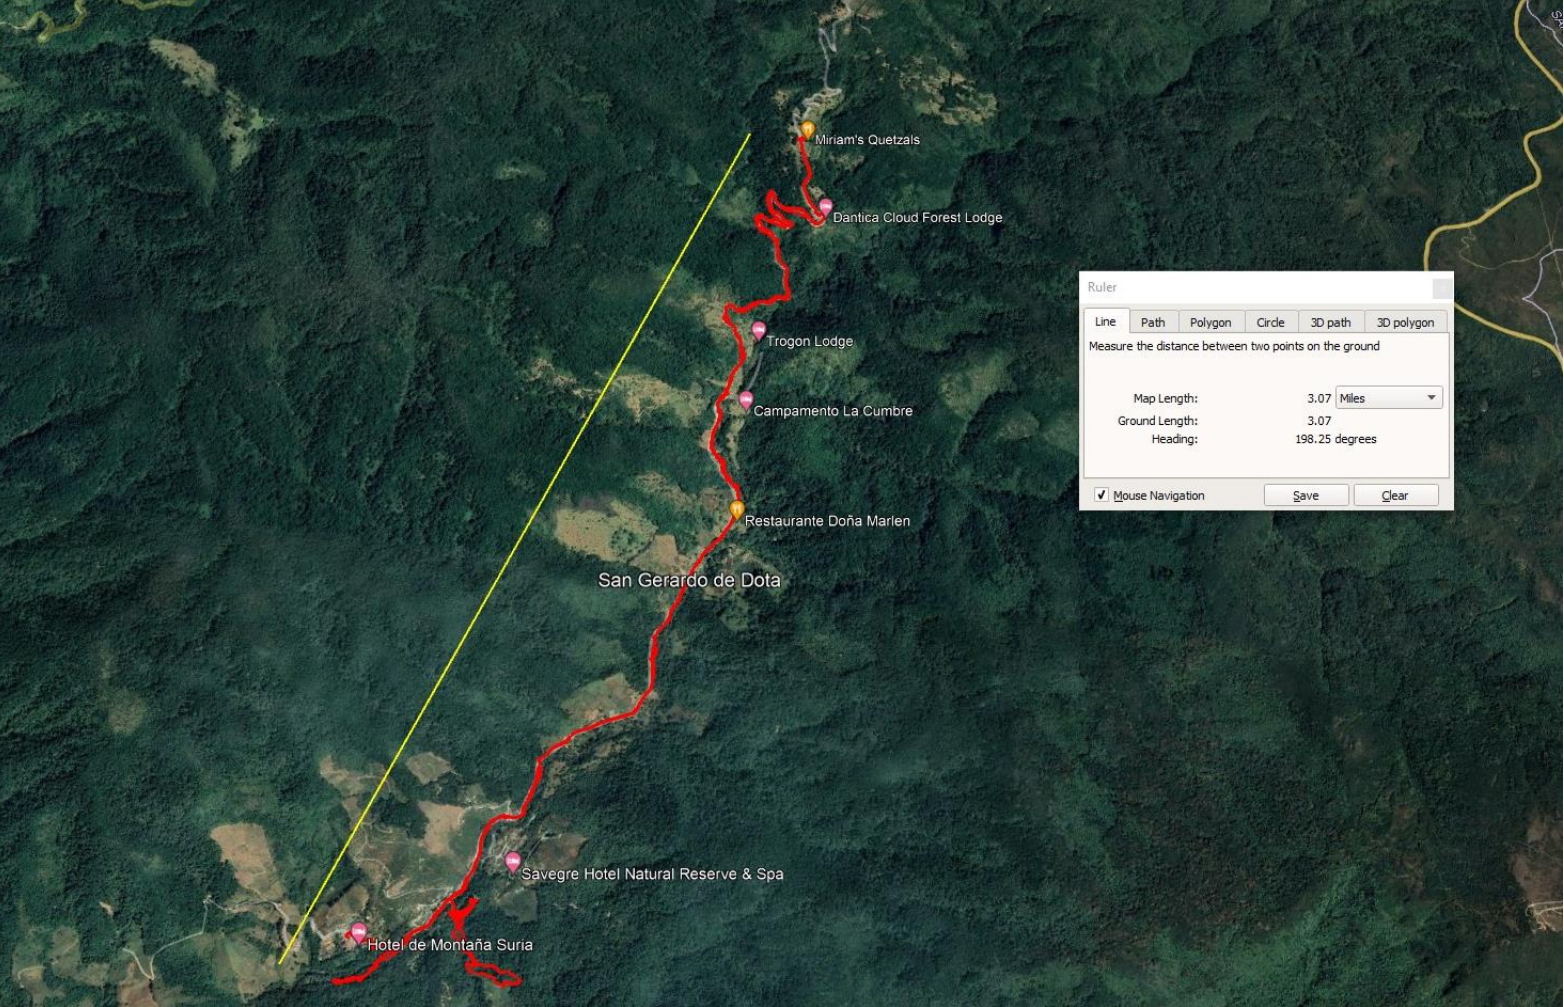 Miriam's Quetzals
Dantica Cloud Forest Lodge
Ruler
Line Path Polygon Circle 3D path 3D polygon
Measure the distance between two points on the ground
Trogon Lodge
Map Length: 3.07 Miles
Campamento La Cumbre
Ground Length: 3.07
Heading: 198.25 degrees
Mouse Navigation Save Clear
Restaurante Doña Marlen
San Gerardo de Dota
Savegre Hotel Natural Reserve & Spa
Hotel de Montaña Suria